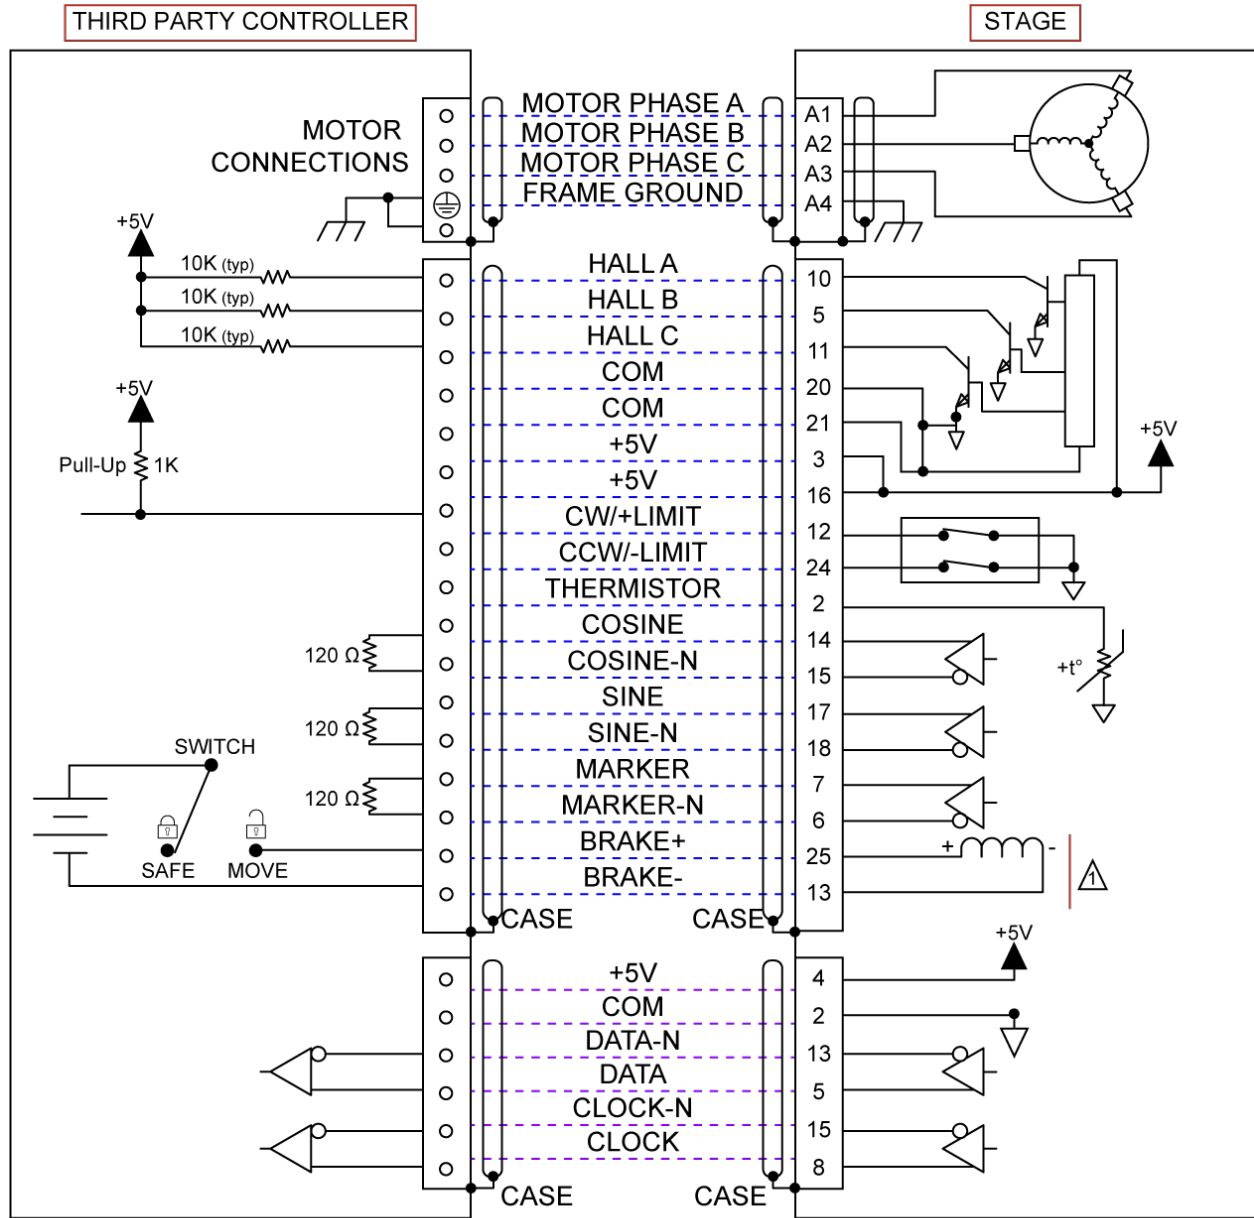 THIRD PARTY CONTROLLER
STAGE
MOTOR
CONNECTIONS
MOTOR PHASE A
MOTOR PHASE B
MOTOR PHASE C
FRAME GROUND
A1
A2
A3
A4
+5V
10K (typ)
10K (typ)
10K (typ)
+5V
Pull-Up 1K
HALL A
HALL B
HALL C
COM
COM
+5V
+5V
CW/+LIMIT
CCW/-LIMIT
THERMISTOR
COSINE
COSINE-N
SINE
SINE-N
MARKER
MARKER-N
BRAKE+
BRAKE-
CASE
CASE
10
5
11
20
21
3
16
12
24
2
14
15
17
18
7
6
25
13
+5V
+t°
+ -
1
120 Ω
120 Ω
120 Ω
SWITCH
SAFE
MOVE
+5V
COM
DATA-N
DATA
CLOCK-N
CLOCK
CASE
CASE
4
2
13
5
15
8
+5V